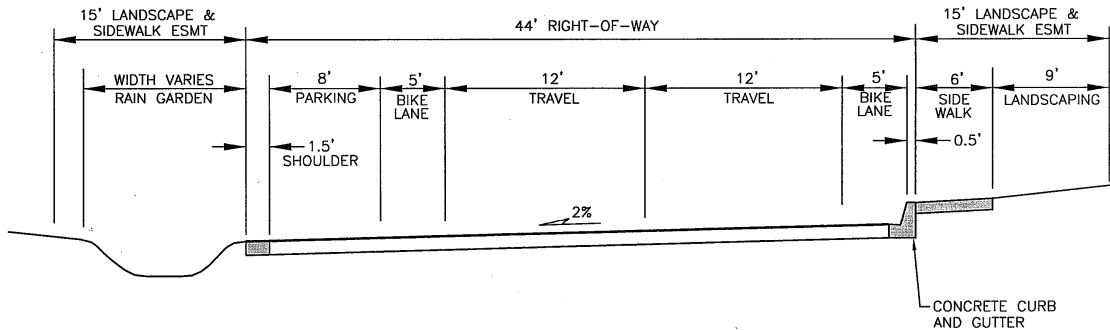 15' LANDSCAPE &
SIDEWALK ESMT
44' RIGHT-OF-WAY
15' LANDSCAPE &
SIDEWALK ESMT
WIDTH VARIES
RAIN GARDEN
8'
PARKING
5'
BIKE
LANE
12'
TRAVEL
12'
TRAVEL
5'
BIKE
LANE
6'
SIDE
WALK
9'
LANDSCAPING
1.5'
SHOULDER
0.5'
2%
CONCRETE CURB
AND GUTTER